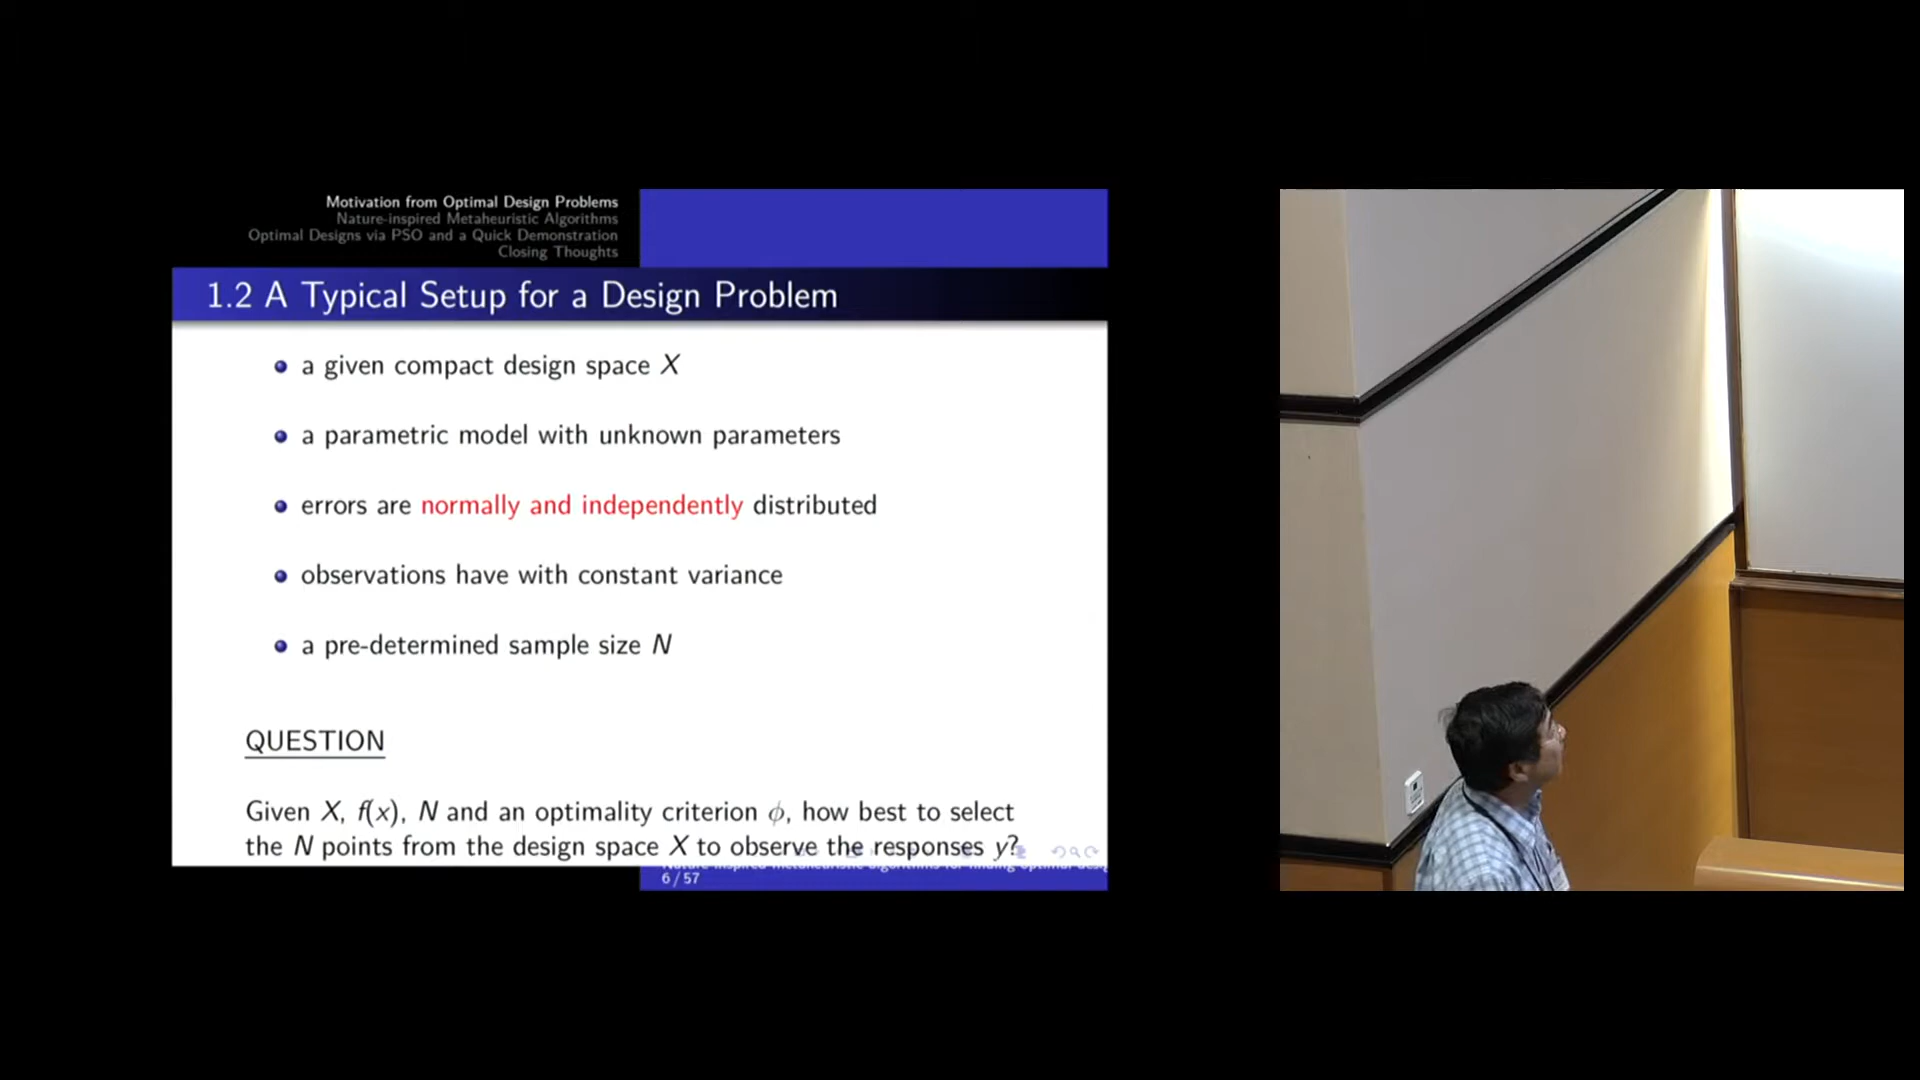 Motivation from Optimal Design Problems
Nature-inspired Metaheuristic Algorithms
Optimal Designs via PSO and a Quick Demonstration
Closing Thoughts
1.2 A Typical Setup for a Design Problem
a given compact design space X
a parametric model with unknown parameters
errors are normally and independently distributed
observations have with constant variance
a pre-determined sample size N
QUESTION
Given X, f(x), N and an optimality criterion ϕ, how best to select
the N points from the design space X to observe the responses y?
6 / 57